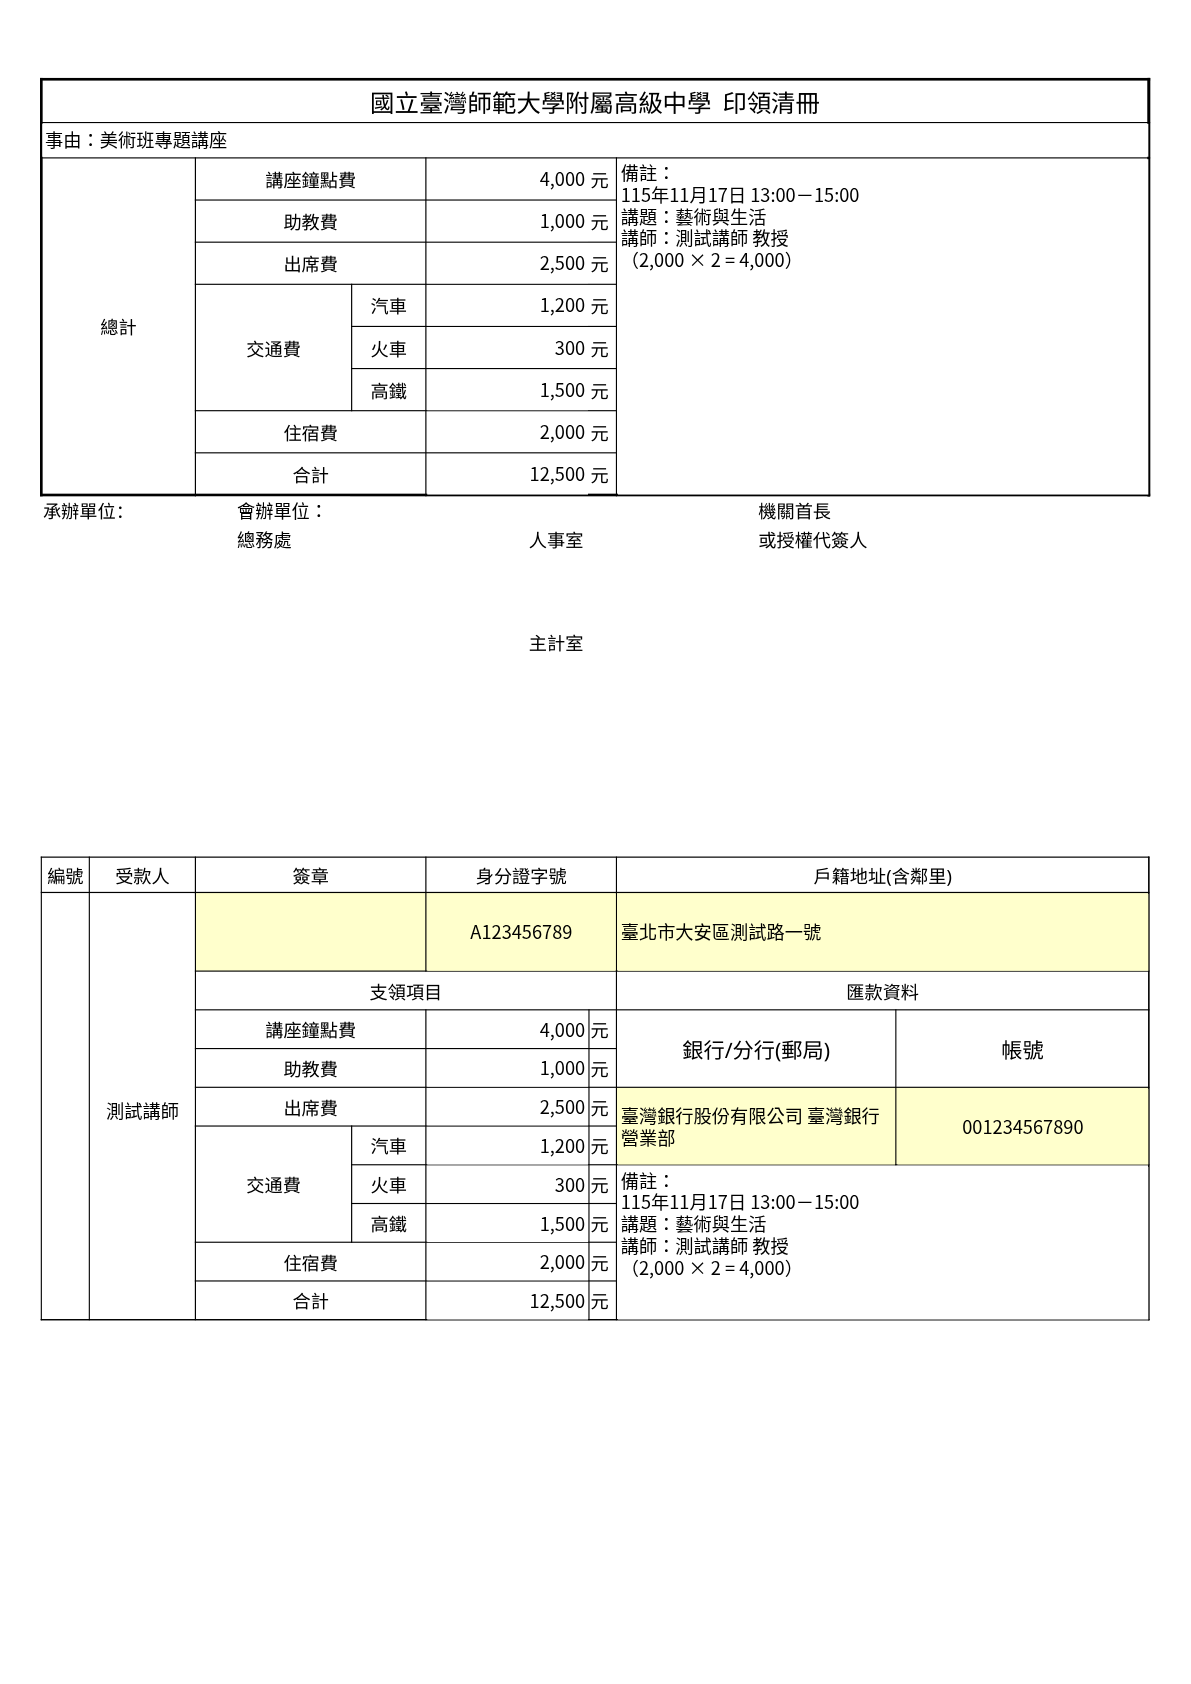 國立臺灣師範大學附屬高級中學 印領清冊
事由：美術班專題講座
總計
講座鐘點費 4,000 元
助教費 1,000 元
出席費 2,500 元
交通費
汽車 1,200 元
火車 300 元
高鐵 1,500 元
住宿費 2,000 元
合計 12,500 元
備註：
115年11月17日 13:00－15:00
講題：藝術與生活
講師：測試講師 教授
（2,000 × 2 = 4,000）
承辦單位: 會辦單位： 機關首長
總務處 人事室 或授權代簽人
主計室
編號 受款人 簽章 身分證字號 戶籍地址(含鄰里)
測試講師
A123456789 臺北市大安區測試路一號
支領項目 匯款資料
講座鐘點費 4,000 元
助教費 1,000 元
出席費 2,500 元
交通費
汽車 1,200 元
火車 300 元
高鐵 1,500 元
住宿費 2,000 元
合計 12,500 元
銀行/分行(郵局) 帳號
臺灣銀行股份有限公司 臺灣銀行
營業部
001234567890
備註：
115年11月17日 13:00－15:00
講題：藝術與生活
講師：測試講師 教授
（2,000 × 2 = 4,000）